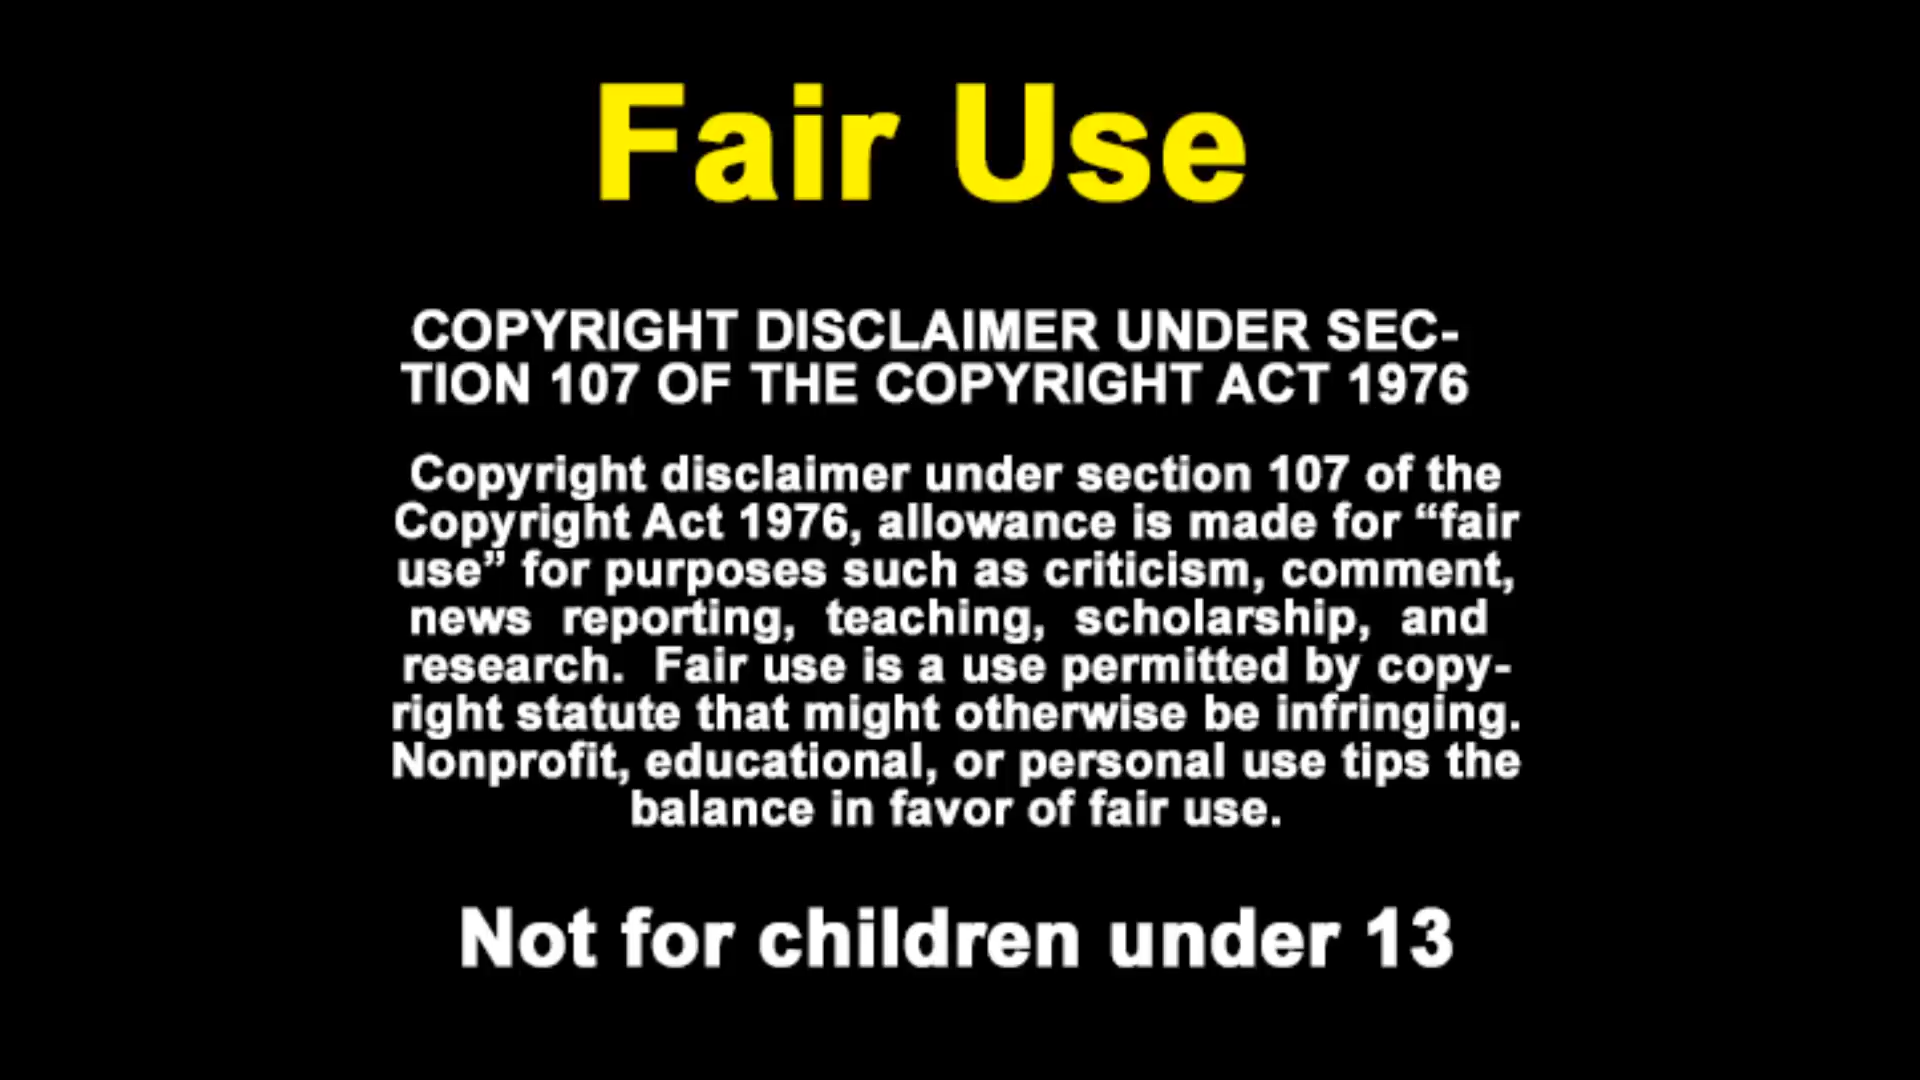 Fair Use
COPYRIGHT DISCLAIMER UNDER SEC-
TION 107 OF THE COPYRIGHT ACT 1976
Copyright disclaimer under section 107 of the
Copyright Act 1976, allowance is made for “fair
use” for purposes such as criticism, comment,
news reporting, teaching, scholarship, and
research. Fair use is a use permitted by copy-
right statute that might otherwise be infringing.
Nonprofit, educational, or personal use tips the
balance in favor of fair use.
Not for children under 13